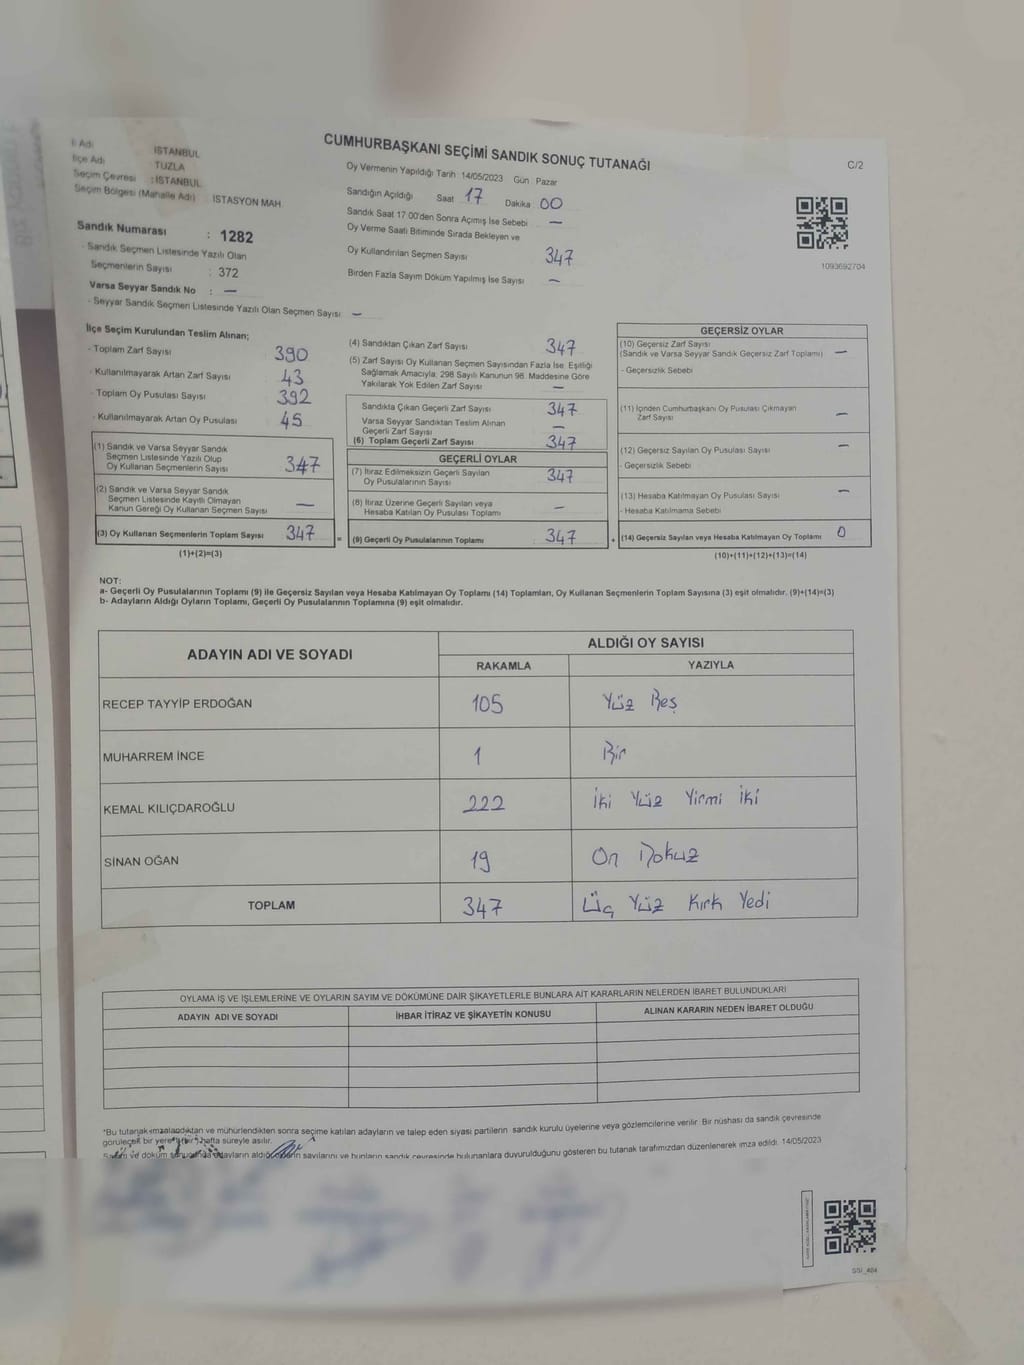 İl Adı İSTANBUL
İlçe Adı TUZLA
Seçim Çevresi : İSTANBUL
Seçim Bölgesi (Mahalle Adı) İSTASYON MAH.
CUMHURBAŞKANI SEÇİMİ SANDIK SONUÇ TUTANAĞI
C/2
Oy Vermenin Yapıldığı Tarih : 14/05/2023 Gün : Pazar
Sandığın Açıldığı Saat 17 Dakika 00
Sandık Saat 17:00'den Sonra Açımış İse Sebebi —
Oy Verme Saati Bitiminde Sırada Bekleyen ve
Oy Kullandırılan Seçmen Sayısı 347
Birden Fazla Sayım Döküm Yapılmış İse Sayısı —
1093692704
Sandık Numarası : 1282
- Sandık Seçmen Listesinde Yazılı Olan
Seçmenlerin Sayısı : 372
Varsa Seyyar Sandık No : —
- Seyyar Sandık Seçmen Listesinde Yazılı Olan Seçmen Sayısı : —
İlçe Seçim Kurulundan Teslim Alınan;
- Toplam Zarf Sayısı 390
- Kullanılmayarak Artan Zarf Sayısı 43
- Toplam Oy Pusulası Sayısı 392
- Kullanılmayarak Artan Oy Pusulası 45
(1) Sandık ve Varsa Seyyar Sandık
Seçmen Listesinde Yazılı Olup
Oy Kullanan Seçmenlerin Sayısı 347
(2) Sandık ve Varsa Seyyar Sandık
Seçmen Listesinde Kayıtlı Olmayan
Kanun Gereği Oy Kullanan Seçmen Sayısı —
(3) Oy Kullanan Seçmenlerin Toplam Sayısı 347 =
(1)+(2)=(3)
(4) Sandıktan Çıkan Zarf Sayısı 347
(5) Zarf Sayısı Oy Kullanan Seçmen Sayısından Fazla İse, Eşitliği
Sağlamak Amacıyla, 298 Sayılı Kanunun 98. Maddesine Göre
Yakılarak Yok Edilen Zarf Sayısı —
Sandıkta Çıkan Geçerli Zarf Sayısı 347
Varsa Seyyar Sandıktan Teslim Alınan
Geçerli Zarf Sayısı —
(6) Toplam Geçerli Zarf Sayısı 347
GEÇERLİ OYLAR
(7) İtiraz Edilmeksizin Geçerli Sayılan
Oy Pusulalarının Sayısı 347
(8) İtiraz Üzerine Geçerli Sayılan veya
Hesaba Katılan Oy Pusulası Toplamı —
(9) Geçerli Oy Pusulalarının Toplamı 347 +
GEÇERSİZ OYLAR
(10) Geçersiz Zarf Sayısı
(Sandık ve Varsa Seyyar Sandık Geçersiz Zarf Toplamı) —
- Geçersizlik Sebebi
(11) İçinden Cumhurbaşkanı Oy Pusulası Çıkmayan
Zarf Sayısı —
(12) Geçersiz Sayılan Oy Pusulası Sayısı —
- Geçersizlik Sebebi
(13) Hesaba Katılmayan Oy Pusulası Sayısı —
- Hesaba Katılmama Sebebi
(14) Geçersiz Sayılan veya Hesaba Katılmayan Oy Toplamı 0
(10)+(11)+(12)+(13)=(14)
NOT:
a- Geçerli Oy Pusulalarının Toplamı (9) ile Geçersiz Sayılan veya Hesaba Katılmayan Oy Toplamı (14) Toplamları, Oy Kullanan Seçmenlerin Toplam Sayısına (3) eşit olmalıdır. (9)+(14)=(3)
b- Adayların Aldığı Oyların Toplamı, Geçerli Oy Pusulalarının Toplamına (9) eşit olmalıdır.
ADAYIN ADI VE SOYADI
ALDIĞI OY SAYISI
RAKAMLA YAZIYLA
RECEP TAYYİP ERDOĞAN 105 Yüz Beş
MUHARREM İNCE 1 Bir
KEMAL KILIÇDAROĞLU 222 İki Yüz Yirmi İki
SİNAN OĞAN 19 On Dokuz
TOPLAM 347 Üç Yüz Kırk Yedi
OYLAMA İŞ VE İŞLEMLERİNE VE OYLARIN SAYIM VE DÖKÜMÜNE DAİR ŞİKAYETLERLE BUNLARA AİT KARARLARIN NELERDEN İBARET BULUNDUKLARI
ADAYIN ADI VE SOYADI İHBAR İTİRAZ VE ŞİKAYETİN KONUSU ALINAN KARARIN NEDEN İBARET OLDUĞU
*Bu tutanak imzalandıktan ve mühürlendikten sonra seçime katılan adayların ve talep eden siyasi partilerin sandık kurulu üyelerine veya gözlemcilerine verilir. Bir nüshası da sandık çevresinde
görülecek bir yere bir hafta süreyle asılır.
Sayım ve döküm sonucunda adayların aldığı oyların sayılarını ve bunların sandık çevresinde bulunanlara duyurulduğunu gösteren bu tutanak tarafımızdan düzenlenerek imza edildi. 14/05/2023
SSİ_464